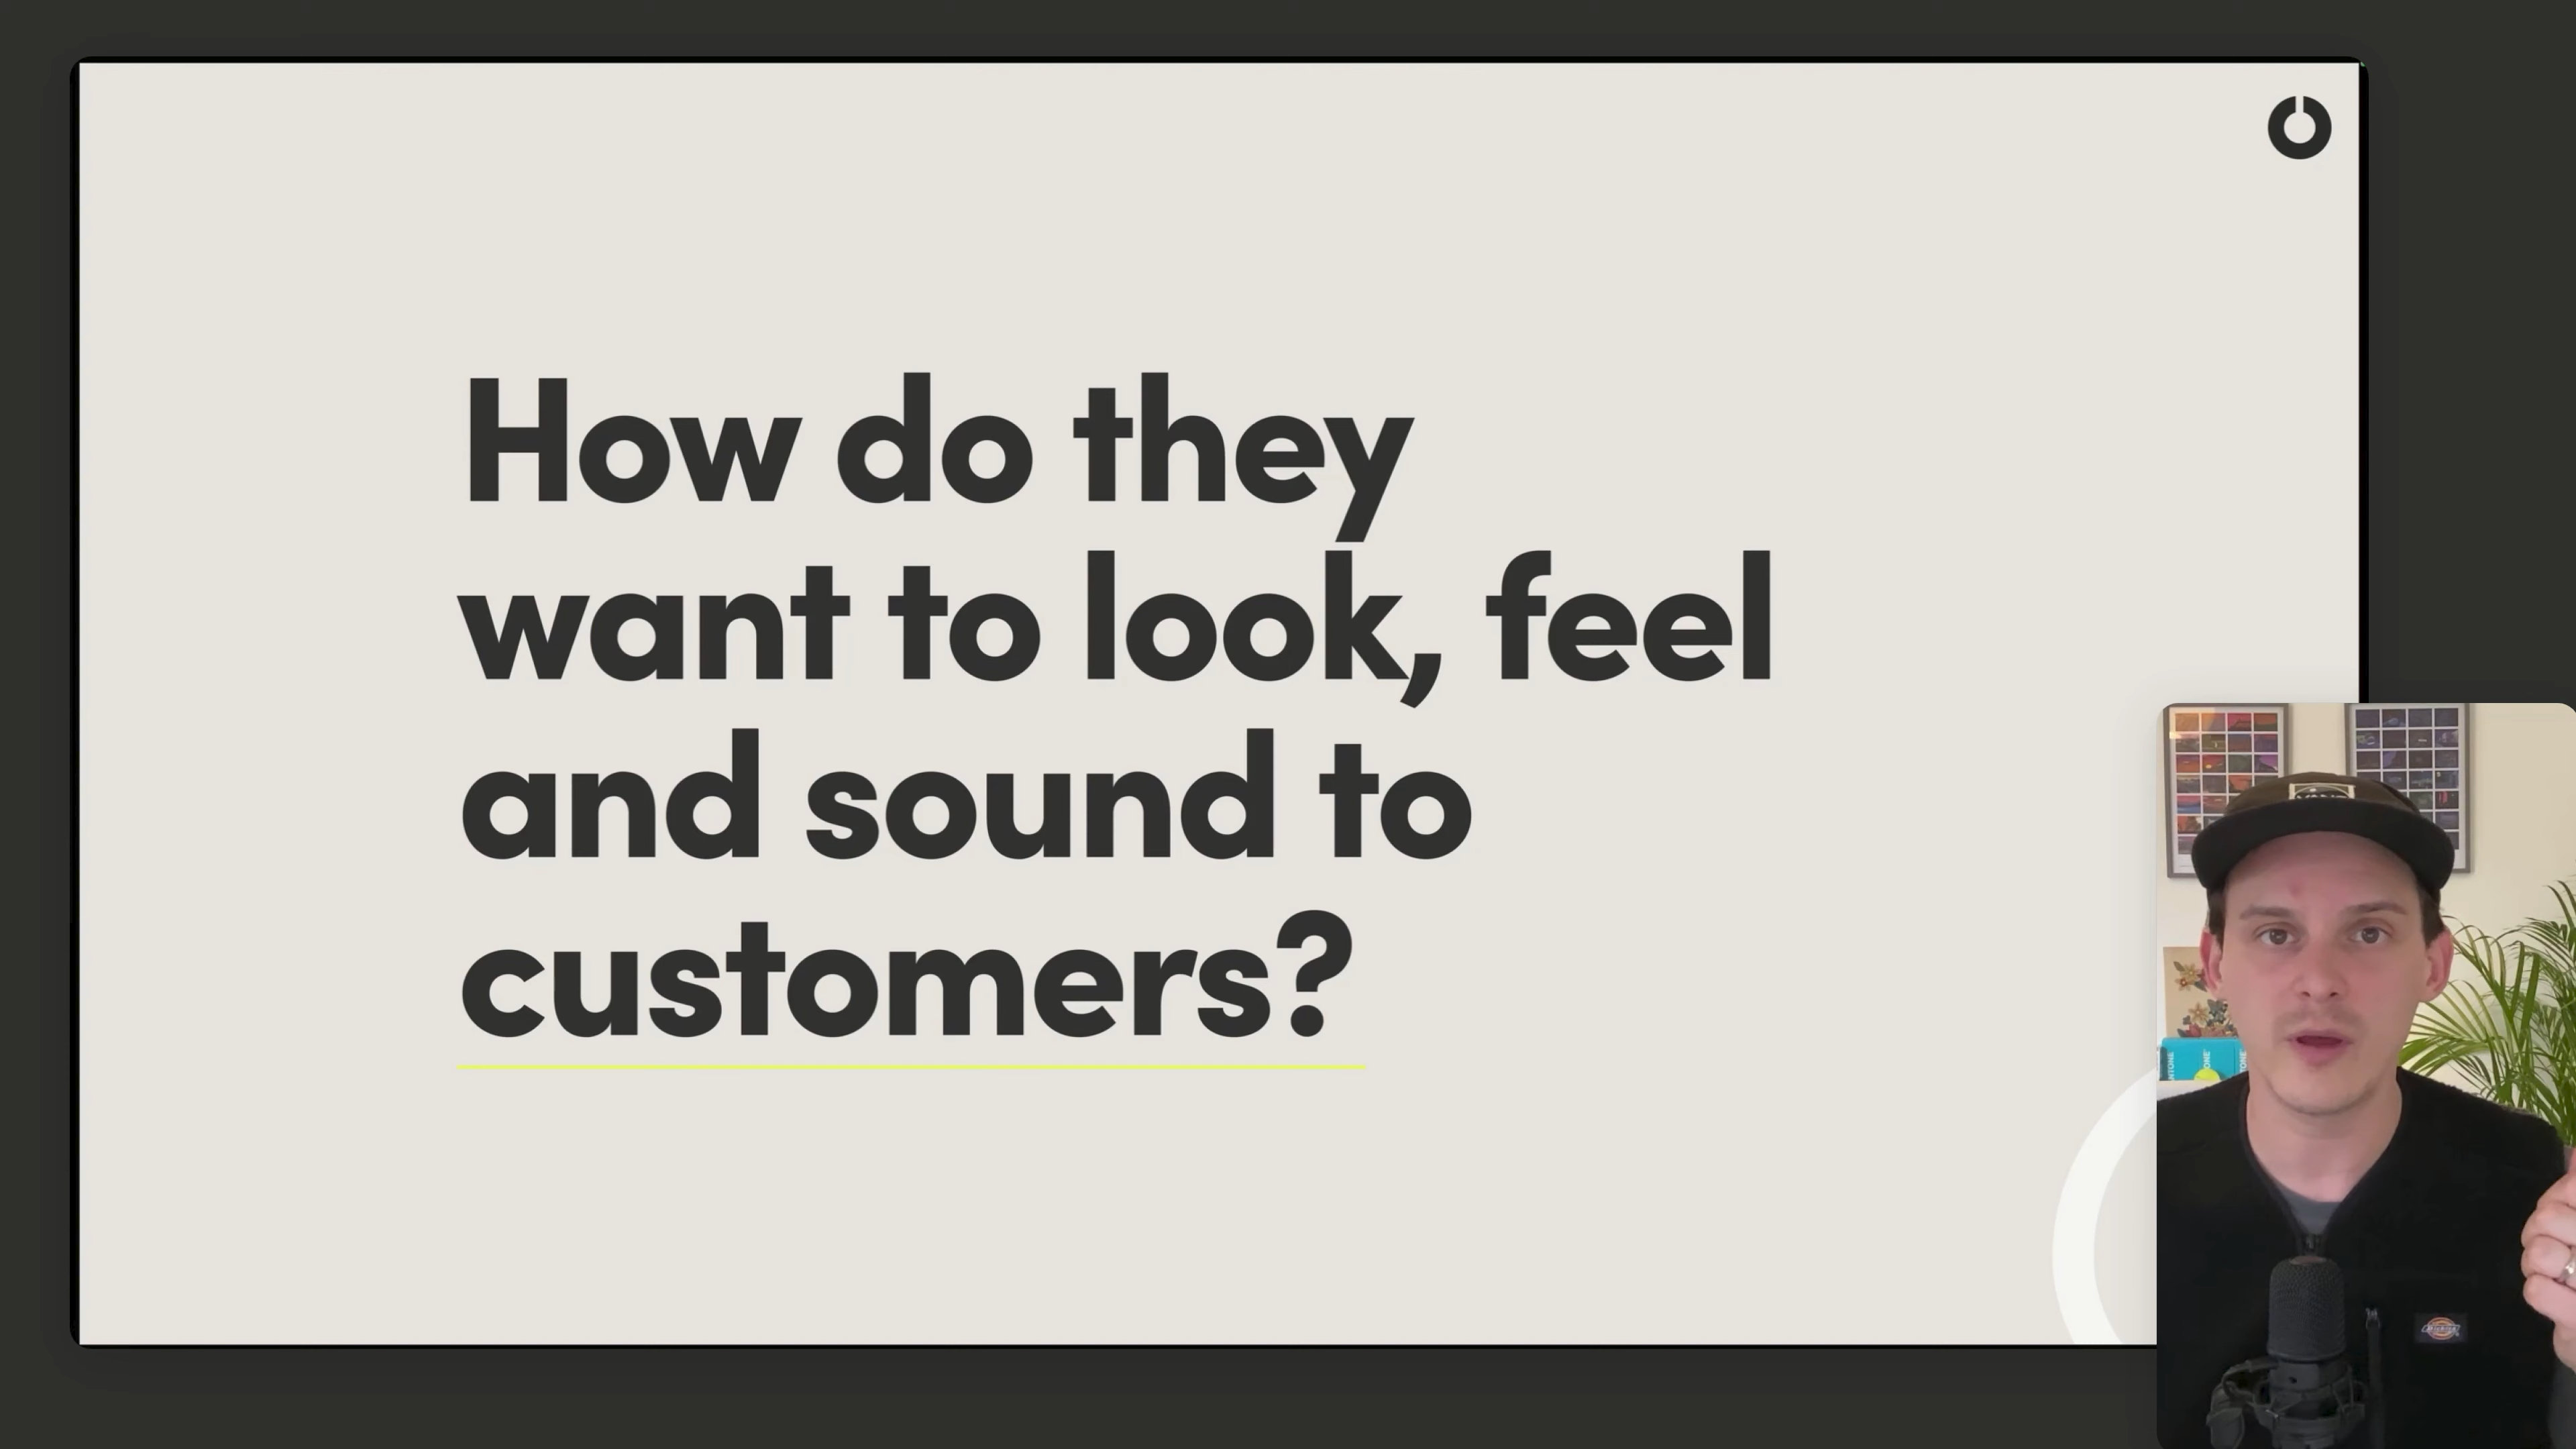 How do they
want to look, feel
and sound to
customers?